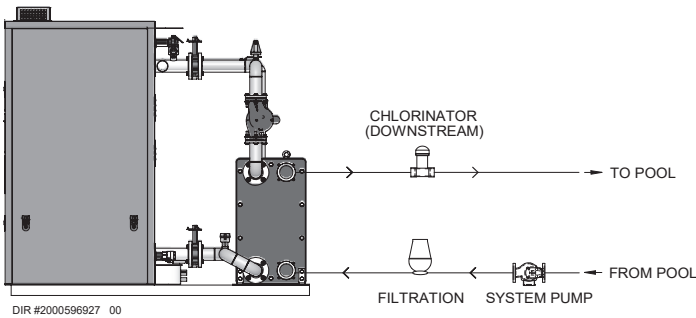 CHLORINATOR
(DOWNSTREAM)
TO POOL
FROM POOL
FILTRATION SYSTEM PUMP
DIR #2000596927 00